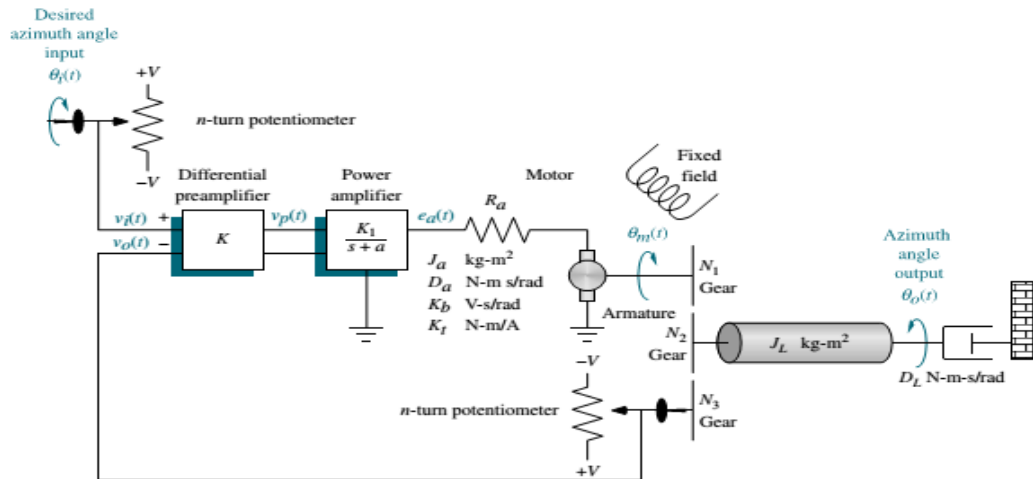 Desired
azimuth angle
input
θi(t)
+V
n-turn potentiometer
−V
Differential
preamplifier
Power
amplifier
Motor
Fixed
field
vi(t) +
vo(t) −
K
vp(t)
K1
s + a
ea(t)
Ra
θm(t)
Ja kg-m²
Da N-m s/rad
Kb V-s/rad
Kt N-m/A
Armature
N1
Gear
N2
Gear
JL kg-m²
Azimuth
angle
output
θo(t)
DL N-m-s/rad
−V
n-turn potentiometer
+V
N3
Gear